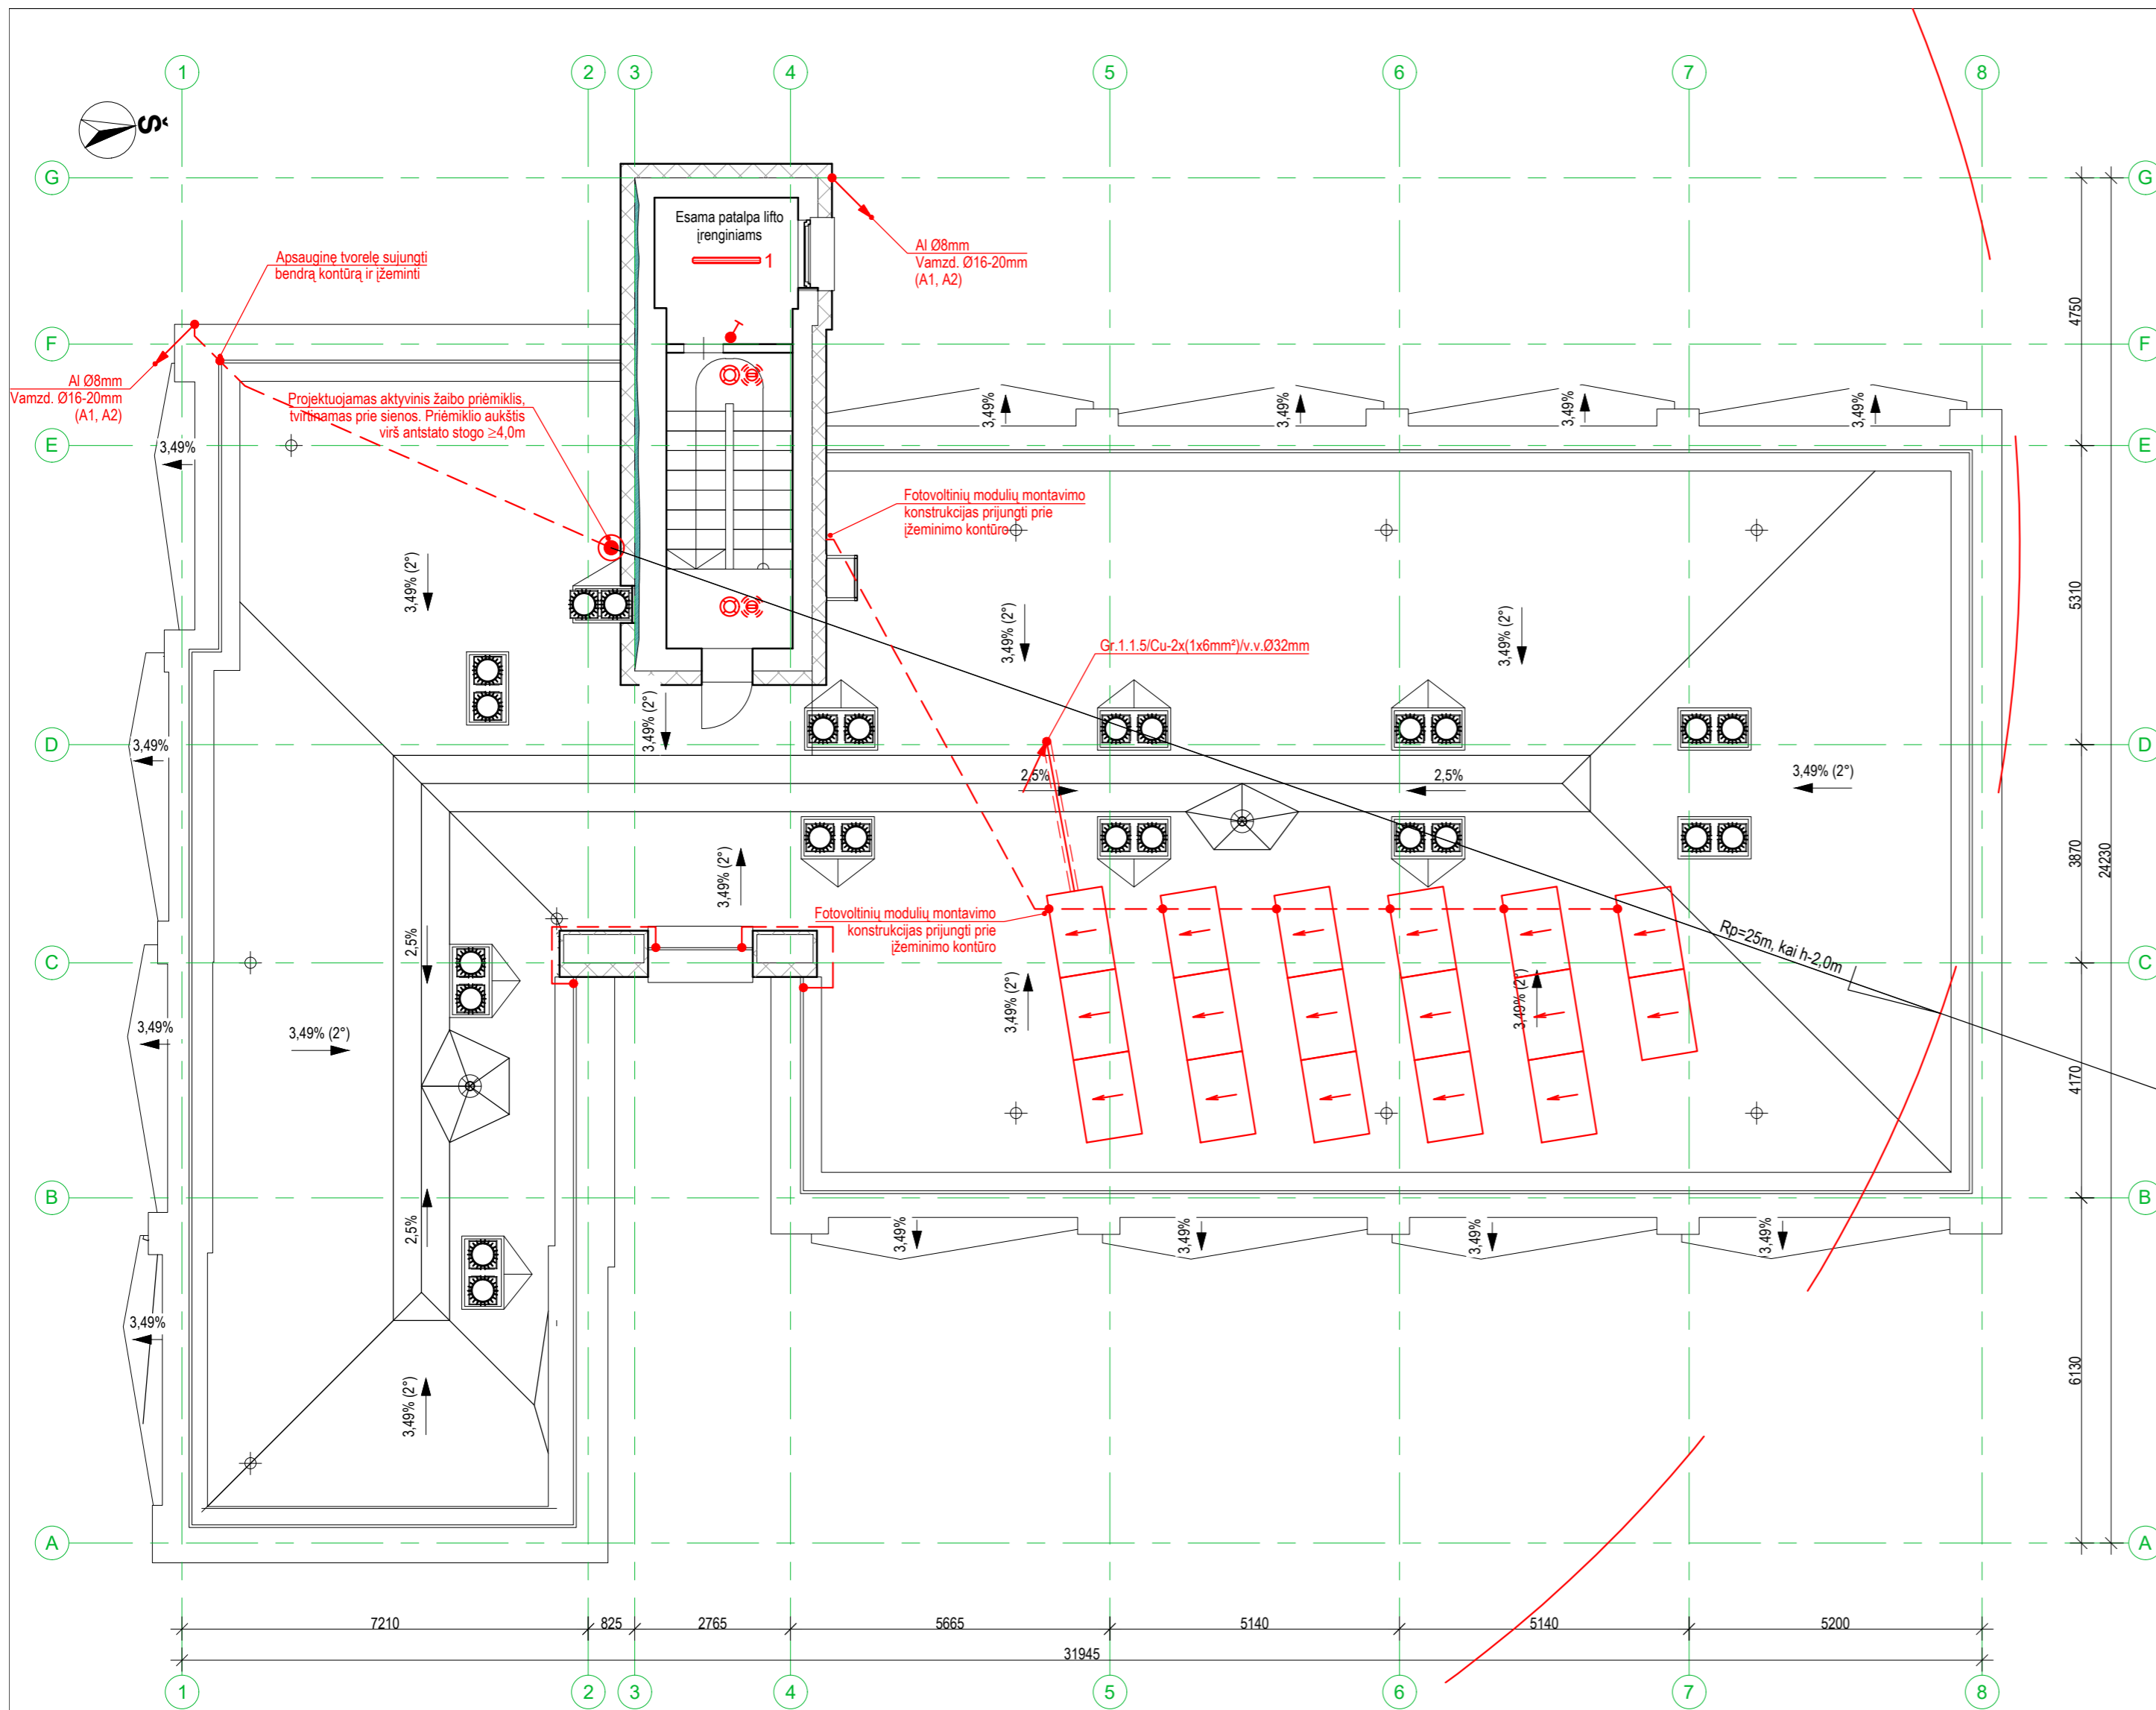 1
2
3
4
5
6
7
8
Š
G
G
Esama patalpa lifto
įrenginiams
1
Al Ø8mm
Vamzd. Ø16-20mm
(A1, A2)
Apsauginę tvorelę sujungti
bendrą kontūrą ir įžeminti
4750
F
F
Al Ø8mm
Vamzd. Ø16-20mm
(A1, A2)
Projektuojamas aktyvinis žaibo priėmiklis,
tvirtinamas prie sienos. Priėmiklio aukštis
virš antstato stogo ≥4,0m
3,49%
3,49%
3,49%
3,49%
E
E
3,49%
Fotovoltinių modulių montavimo
konstrukcijas prijungti prie
įžeminimo kontūro
3,49% (2°)
3,49% (2°)
3,49% (2°)
5310
Gr.1.1.5/Cu-2x(1x6mm²)/v.v.Ø32mm
3,49% (2°)
D
D
3,49%
2,5%
2,5%
3,49% (2°)
3,49% (2°)
3870
24230
Fotovoltinių modulių montavimo
konstrukcijas prijungti prie
įžeminimo kontūro
Rp=25m, kai h-2,0m
2,5%
C
C
3,49% (2°)
3,49% (2°)
3,49%
3,49% (2°)
4170
B
B
2,5%
3,49%
3,49%
3,49%
3,49%
3,49%
3,49% (2°)
6130
A
A
7210
825
2765
5665
5140
5140
5200
31945
1
2
3
4
5
6
7
8